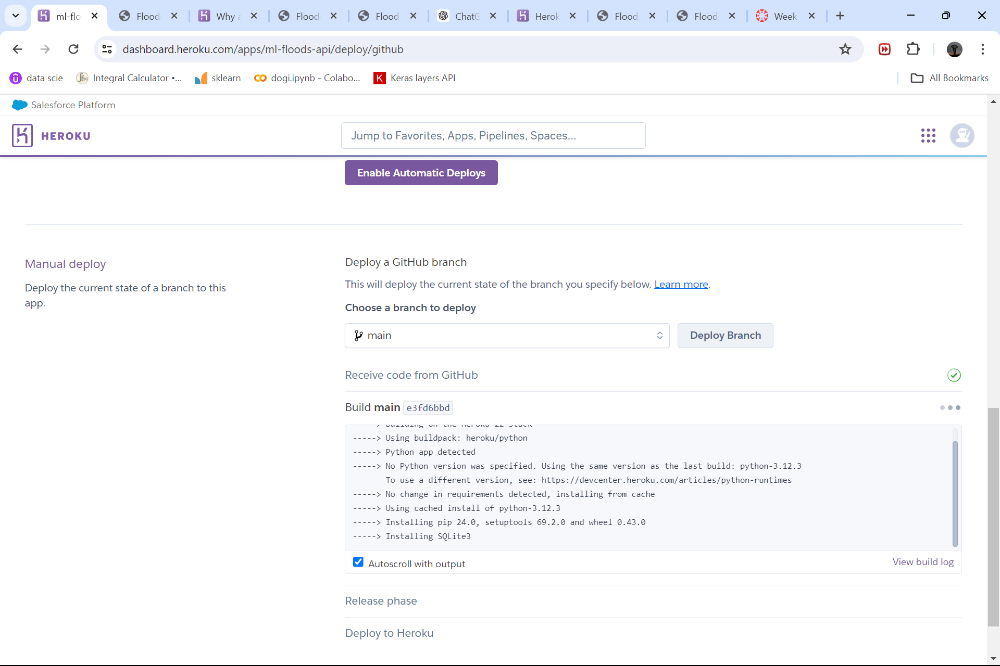 ml-flo
Flood
Why a
Flood
Flood
ChatG
Herok
Flood
Flood
Week
dashboard.heroku.com/apps/ml-floods-api/deploy/github
data scie
Integral Calculator •...
sklearn
dogi.ipynb - Colabo...
Keras layers API
All Bookmarks
Salesforce Platform
HEROKU
Jump to Favorites, Apps, Pipelines, Spaces...
Enable Automatic Deploys
Manual deploy
Deploy the current state of a branch to this
app.
Deploy a GitHub branch
This will deploy the current state of the branch you specify below. Learn more.
Choose a branch to deploy
main
Deploy Branch
Receive code from GitHub
Build main e3fd6bbd
-----> Building on the Heroku-22 stack
-----> Using buildpack: heroku/python
-----> Python app detected
-----> No Python version was specified. Using the same version as the last build: python-3.12.3
To use a different version, see: https://devcenter.heroku.com/articles/python-runtimes
-----> No change in requirements detected, installing from cache
-----> Using cached install of python-3.12.3
-----> Installing pip 24.0, setuptools 69.2.0 and wheel 0.43.0
-----> Installing SQLite3
Autoscroll with output
View build log
Release phase
Deploy to Heroku